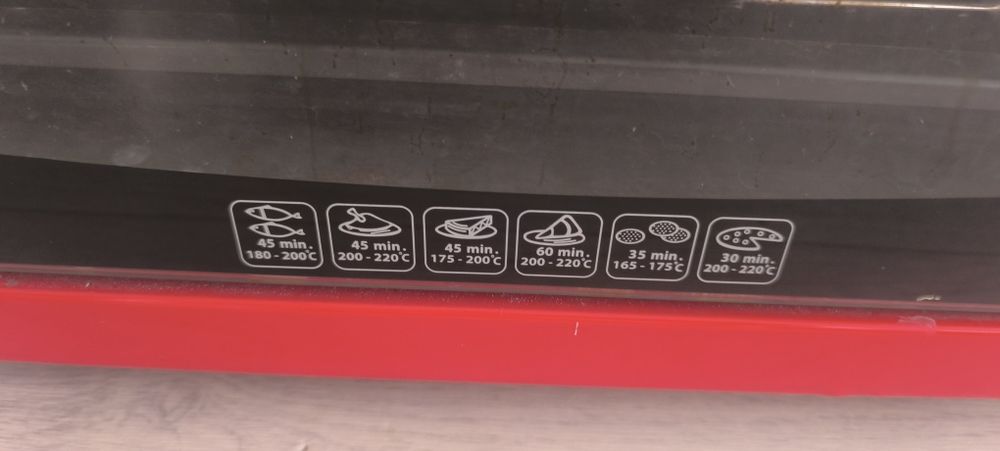 45 min.
180 - 200°C
45 min.
200 - 220°C
45 min.
175 - 200°C
60 min.
200 - 220°C
35 min.
165 - 175°C
30 min.
200 - 220°C